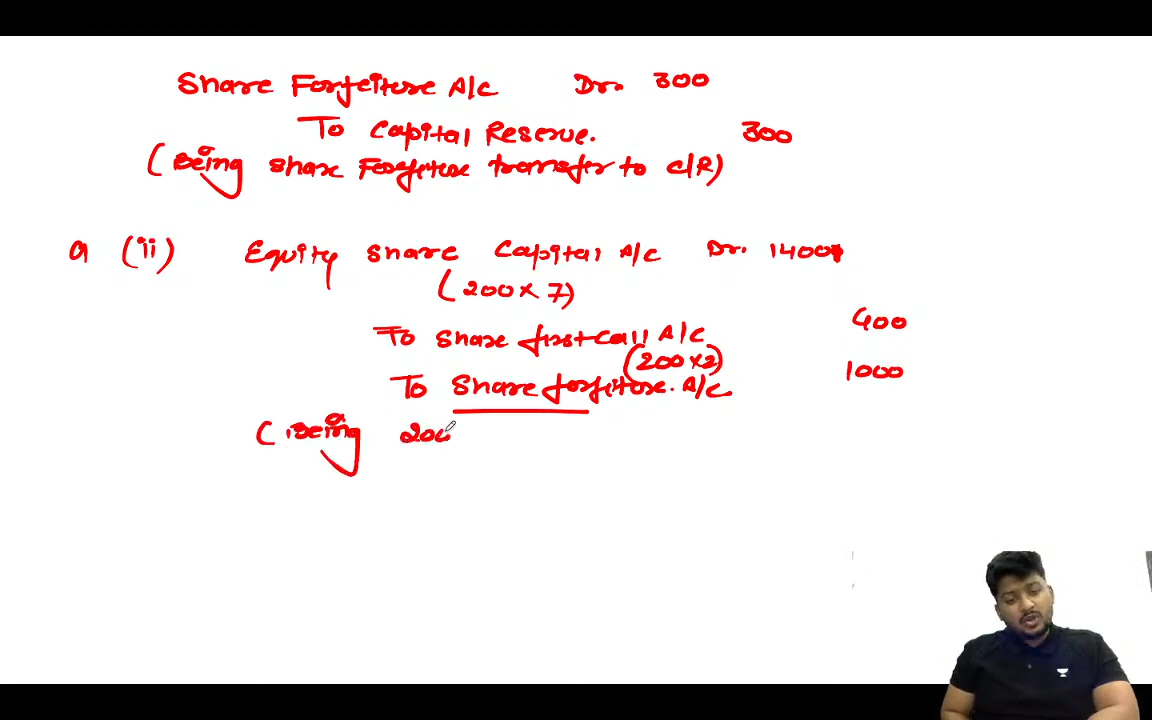 Share Forfeiture A/c Dr. 300
To Capital Reserve. 300
(Being Share Forfeiture transfer to C/R)
a (ii) Equity Share Capital A/c Dr. 1400
(200 x 7)
To Share first call A/c 400
(200 x 2)
To Share forfeiture. A/c 1000
(Being 200